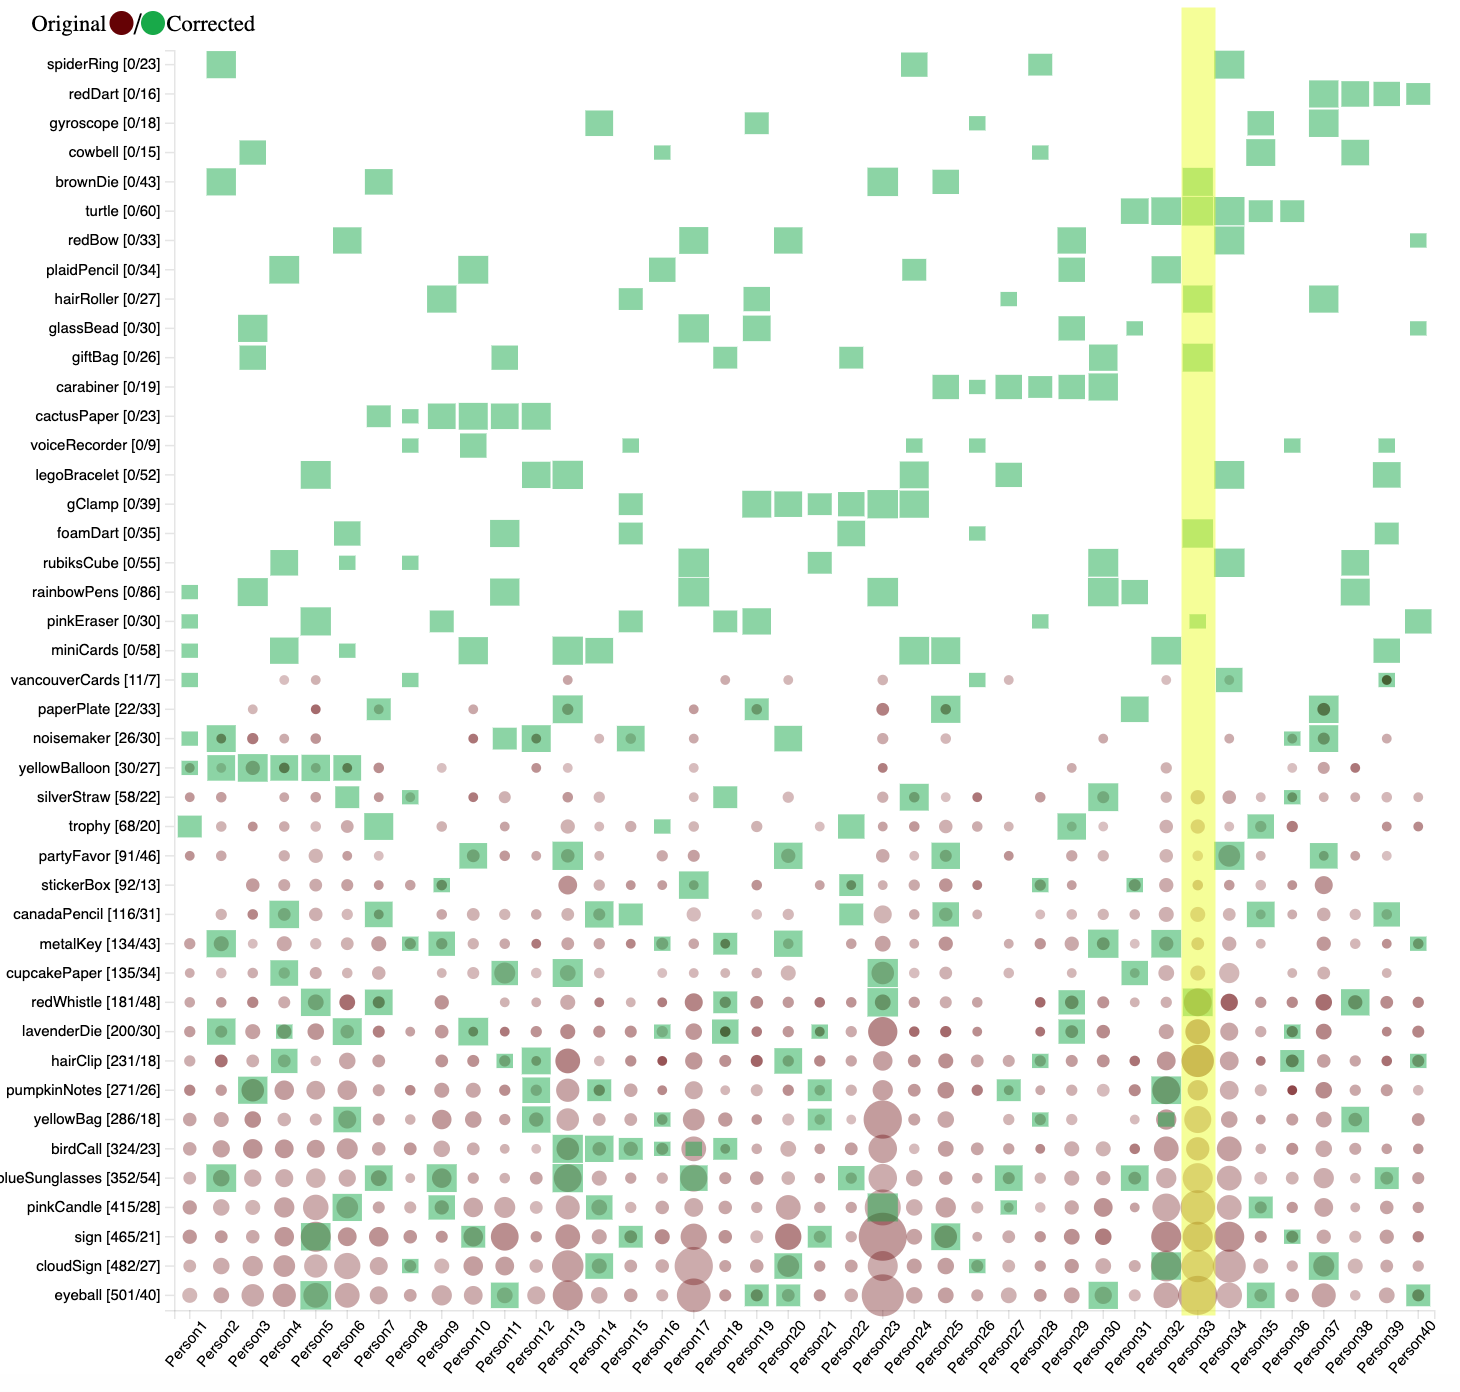 Original/Corrected
spiderRing [0/23]
redDart [0/16]
gyroscope [0/18]
cowbell [0/15]
brownDie [0/43]
turtle [0/60]
redBow [0/33]
plaidPencil [0/34]
hairRoller [0/27]
glassBead [0/30]
giftBag [0/26]
carabiner [0/19]
cactusPaper [0/23]
voiceRecorder [0/9]
legoBracelet [0/52]
gClamp [0/39]
foamDart [0/35]
rubiksCube [0/55]
rainbowPens [0/86]
pinkEraser [0/30]
miniCards [0/58]
vancouverCards [11/7]
paperPlate [22/33]
noisemaker [26/30]
yellowBalloon [30/27]
silverStraw [58/22]
trophy [68/20]
partyFavor [91/46]
stickerBox [92/13]
canadaPencil [116/31]
metalKey [134/43]
cupcakePaper [135/34]
redWhistle [181/48]
lavenderDie [200/30]
hairClip [231/18]
pumpkinNotes [271/26]
yellowBag [286/18]
birdCall [324/23]
blueSunglasses [352/54]
pinkCandle [415/28]
sign [465/21]
cloudSign [482/27]
eyeball [501/40]
Person1 Person2 Person3 Person4 Person5 Person6 Person7 Person8 Person9 Person10 Person11 Person12 Person13 Person14 Person15 Person16 Person17 Person18 Person19 Person20 Person21 Person22 Person23 Person24 Person25 Person26 Person27 Person28 Person29 Person30 Person31 Person32 Person33 Person34 Person35 Person36 Person37 Person38 Person39 Person40